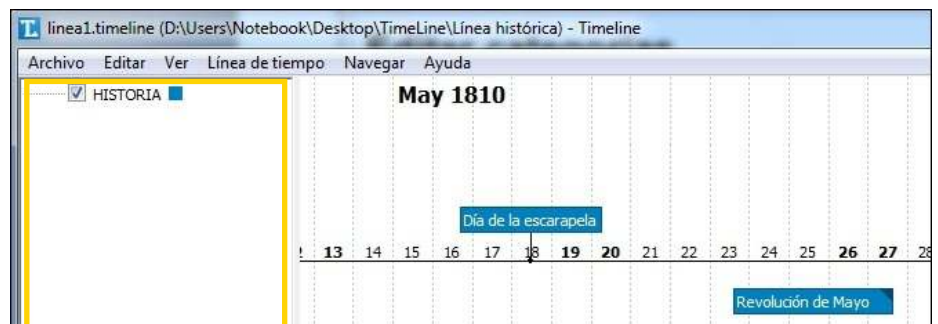 linea1.timeline (D:\Users\Notebook\Desktop\TimeLine\Línea histórica) - Timeline
Archivo Editar Ver Línea de tiempo Navegar Ayuda
HISTORIA
May 1810
Día de la escarapela
13 14 15 16 17 18 19 20 21 22 23 24 25 26 27 28
Revolución de Mayo